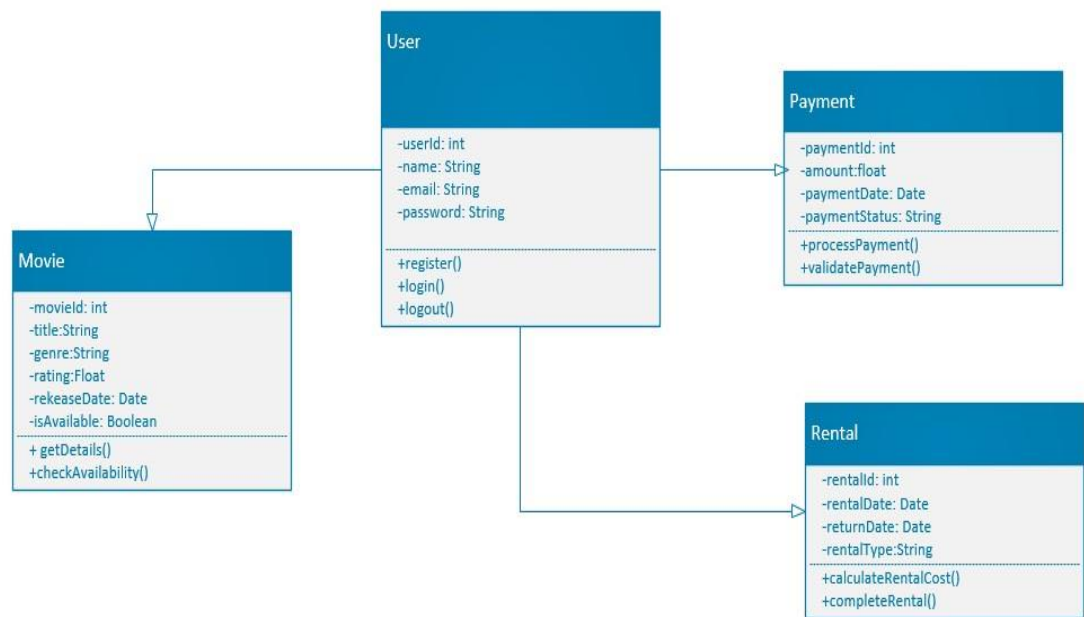 User
-userId: int
-name: String
-email: String
-password: String
+register()
+login()
+logout()
Payment
-paymentId: int
-amount:float
-paymentDate: Date
-paymentStatus: String
+processPayment()
+validatePayment()
Movie
-movieId: int
-title:String
-genre:String
-rating:Float
-rekeaseDate: Date
-isAvailable: Boolean
+ getDetails()
+checkAvailability()
Rental
-rentalId: int
-rentalDate: Date
-returnDate: Date
-rentalType:String
+calculateRentalCost()
+completeRental()